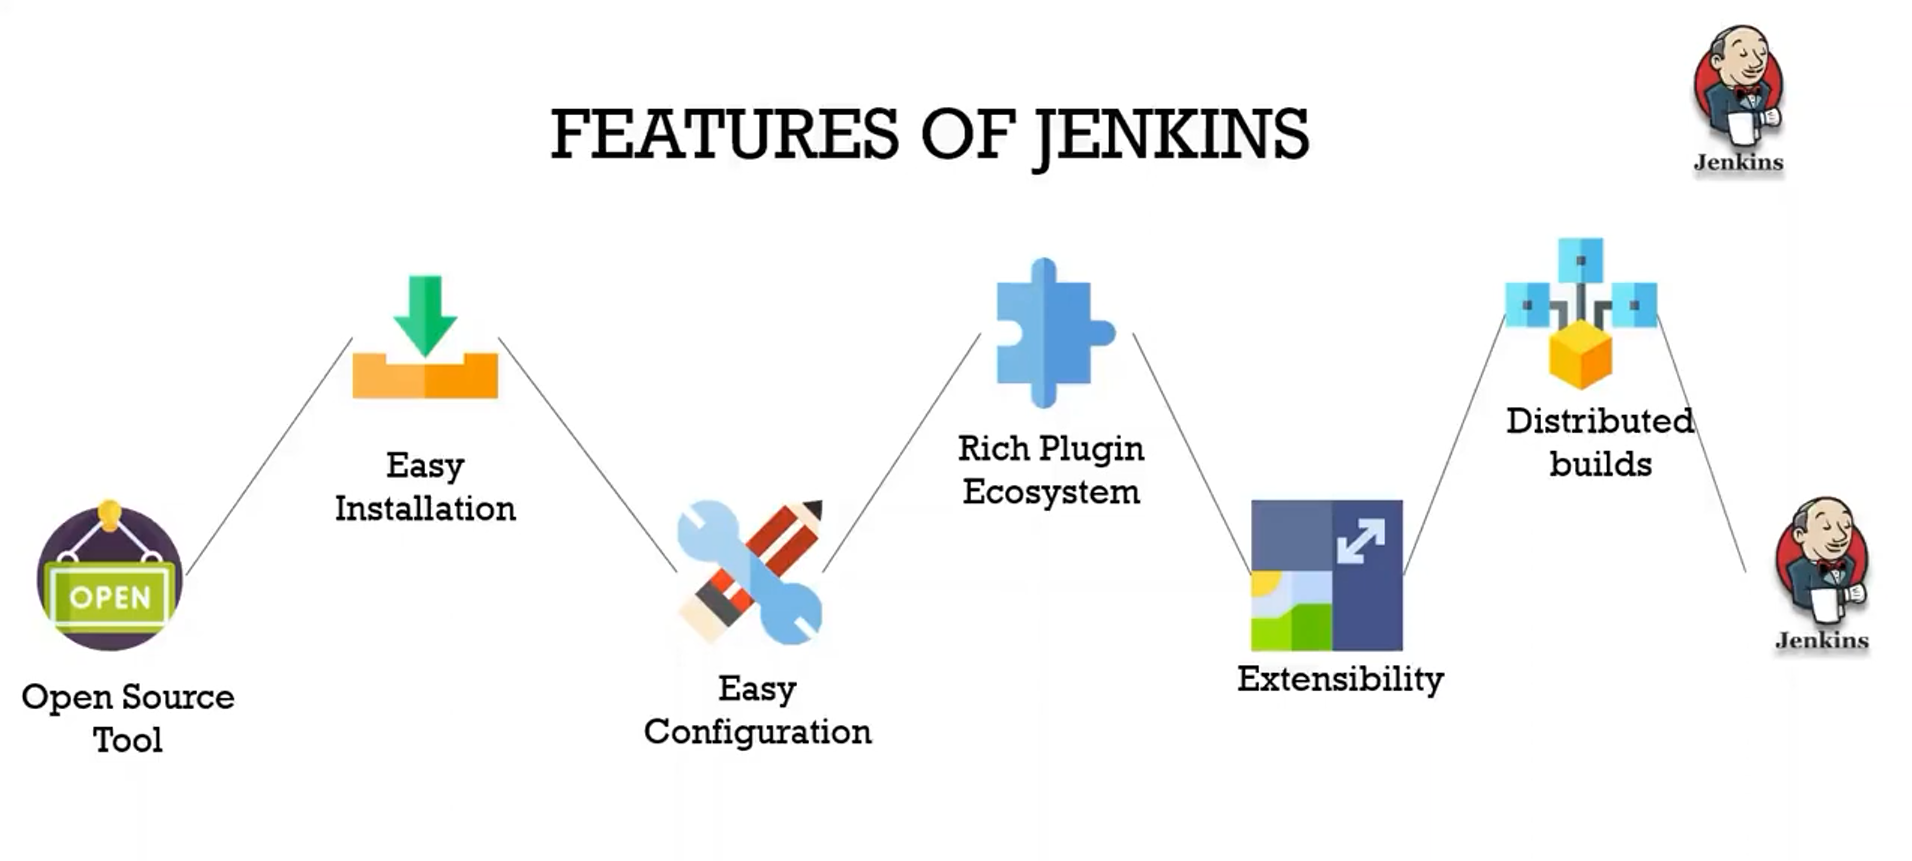 Jenkins
FEATURES OF JENKINS
OPEN
Open Source
Tool
Easy
Installation
Easy
Configuration
Rich Plugin
Ecosystem
Extensibility
Distributed
builds
Jenkins